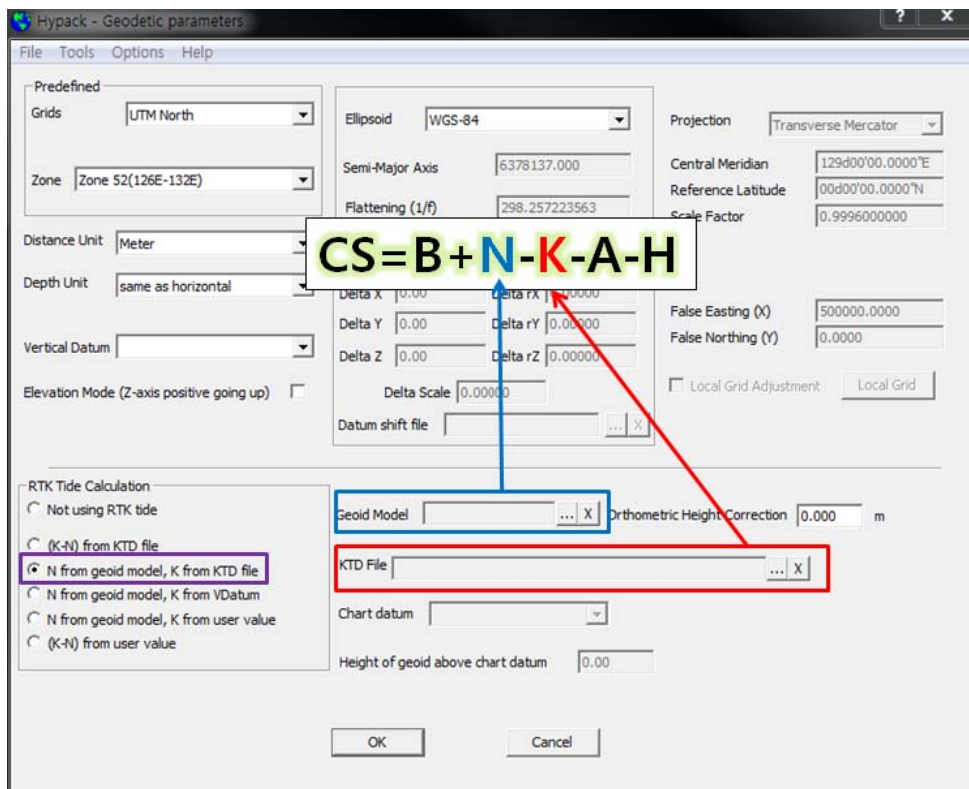 Hypack - Geodetic parameters
? X
File Tools Options Help
Predefined
Grids UTM North
Zone Zone 52(126E-132E)
Distance Unit Meter
Depth Unit same as horizontal
Vertical Datum
Elevation Mode (Z-axis positive going up)
Ellipsoid WGS-84
Semi-Major Axis 6378137.000
Flattening (1/f) 298.257223563
CS=B+N-K-A-H
Delta X 0.00 Delta rX 0.00000
Delta Y 0.00 Delta rY 0.00000
Delta Z 0.00 Delta rZ 0.00000
Delta Scale 0.00000
Datum shift file ... X
Projection Transverse Mercator
Central Meridian 129d00'00.0000"E
Reference Latitude 00d00'00.0000"N
Scale Factor 0.9996000000
False Easting (X) 500000.0000
False Northing (Y) 0.0000
Local Grid Adjustment Local Grid
RTK Tide Calculation
Not using RTK tide
(K-N) from KTD file
N from geoid model, K from KTD file
N from geoid model, K from VDatum
N from geoid model, K from user value
(K-N) from user value
Geoid Model ... X Orthometric Height Correction 0.000 m
KTD File ... X
Chart datum
Height of geoid above chart datum 0.00
OK Cancel